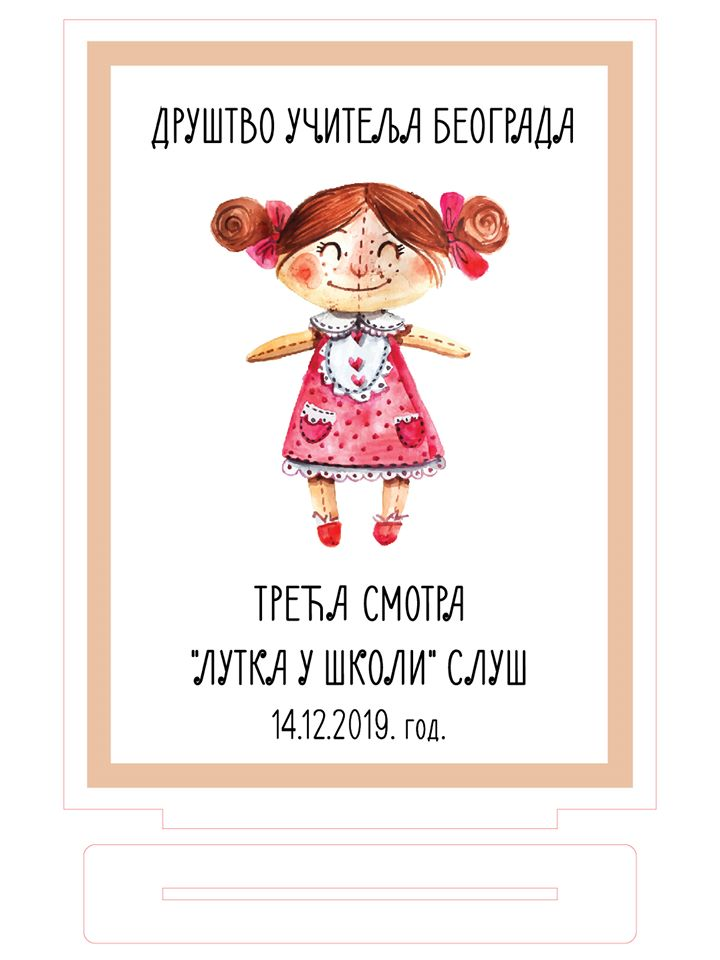 ДРУШТВО УЧИТЕЉА БЕОГРАДА
ТРЕЋА СМОТРА
"ЛУТКА У ШКОЛИ" СЛУШ
14.12.2019. год.